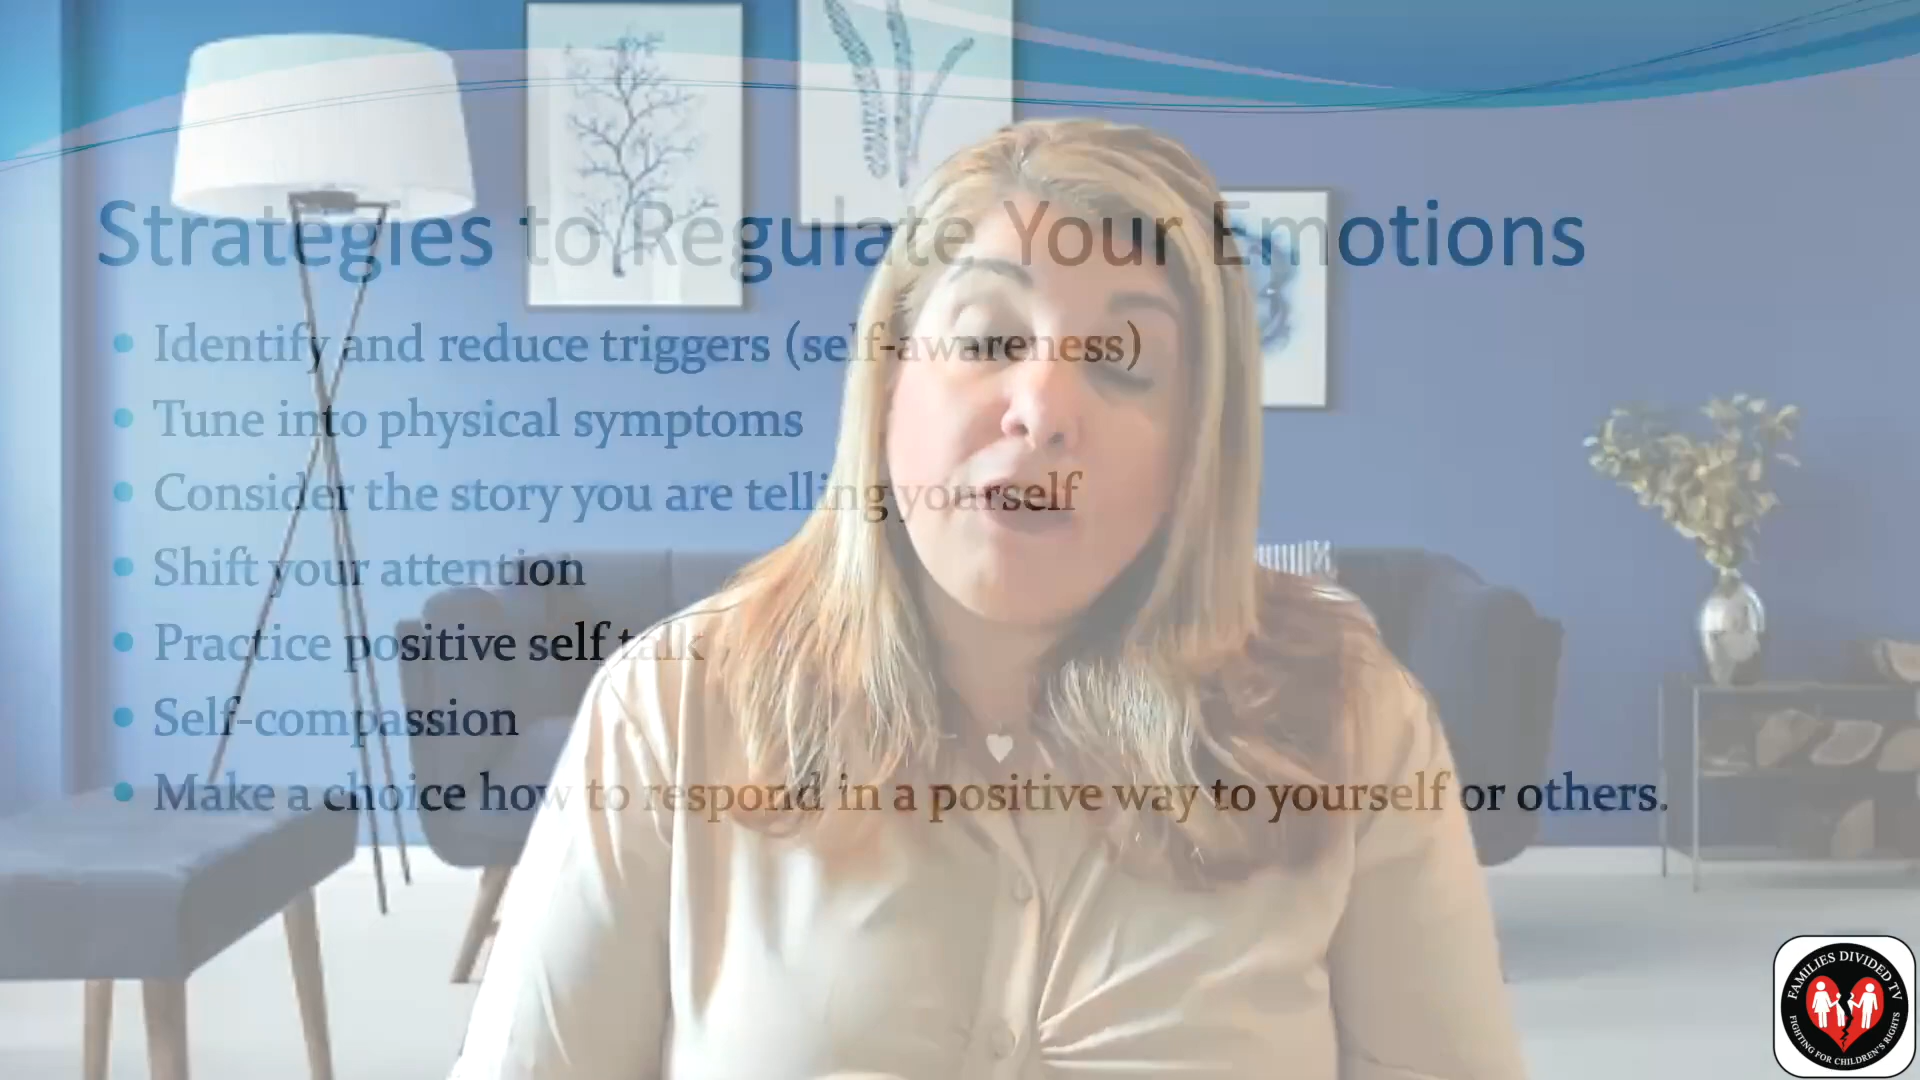 Strategies to Regulate Your Emotions
• Identify and reduce triggers (self-awareness)
• Tune into physical symptoms
• Consider the story you are telling yourself
• Shift your attention
• Practice positive self talk
• Self-compassion
• Make a choice how to respond in a positive way to yourself or others.
FAMILIES DIVIDED TV
FIGHTING FOR CHILDREN'S RIGHTS